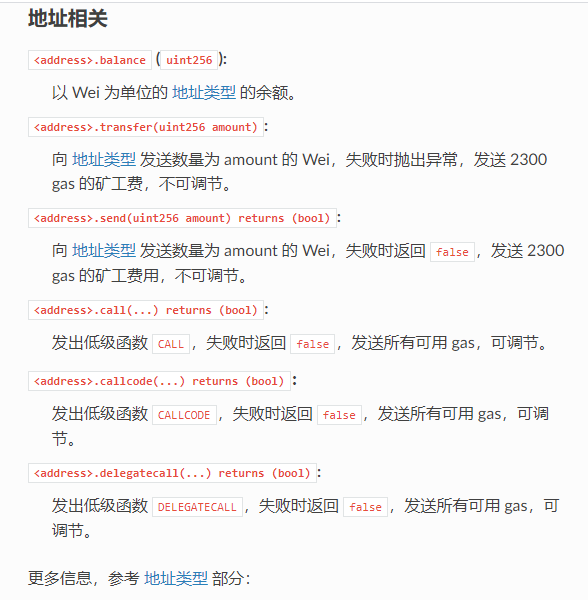 地址相关
<address>.balance (uint256):
以 Wei 为单位的 地址类型 的余额。
<address>.transfer(uint256 amount):
向 地址类型 发送数量为 amount 的 Wei，失败时抛出异常，发送 2300
gas 的矿工费，不可调节。
<address>.send(uint256 amount) returns (bool):
向 地址类型 发送数量为 amount 的 Wei，失败时返回 false，发送 2300
gas 的矿工费用，不可调节。
<address>.call(...) returns (bool):
发出低级函数 CALL，失败时返回 false，发送所有可用 gas，可调节。
<address>.callcode(...) returns (bool):
发出低级函数 CALLCODE，失败时返回 false，发送所有可用 gas，可调
节。
<address>.delegatecall(...) returns (bool):
发出低级函数 DELEGATECALL，失败时返回 false，发送所有可用 gas，可
调节。
更多信息，参考 地址类型 部分：